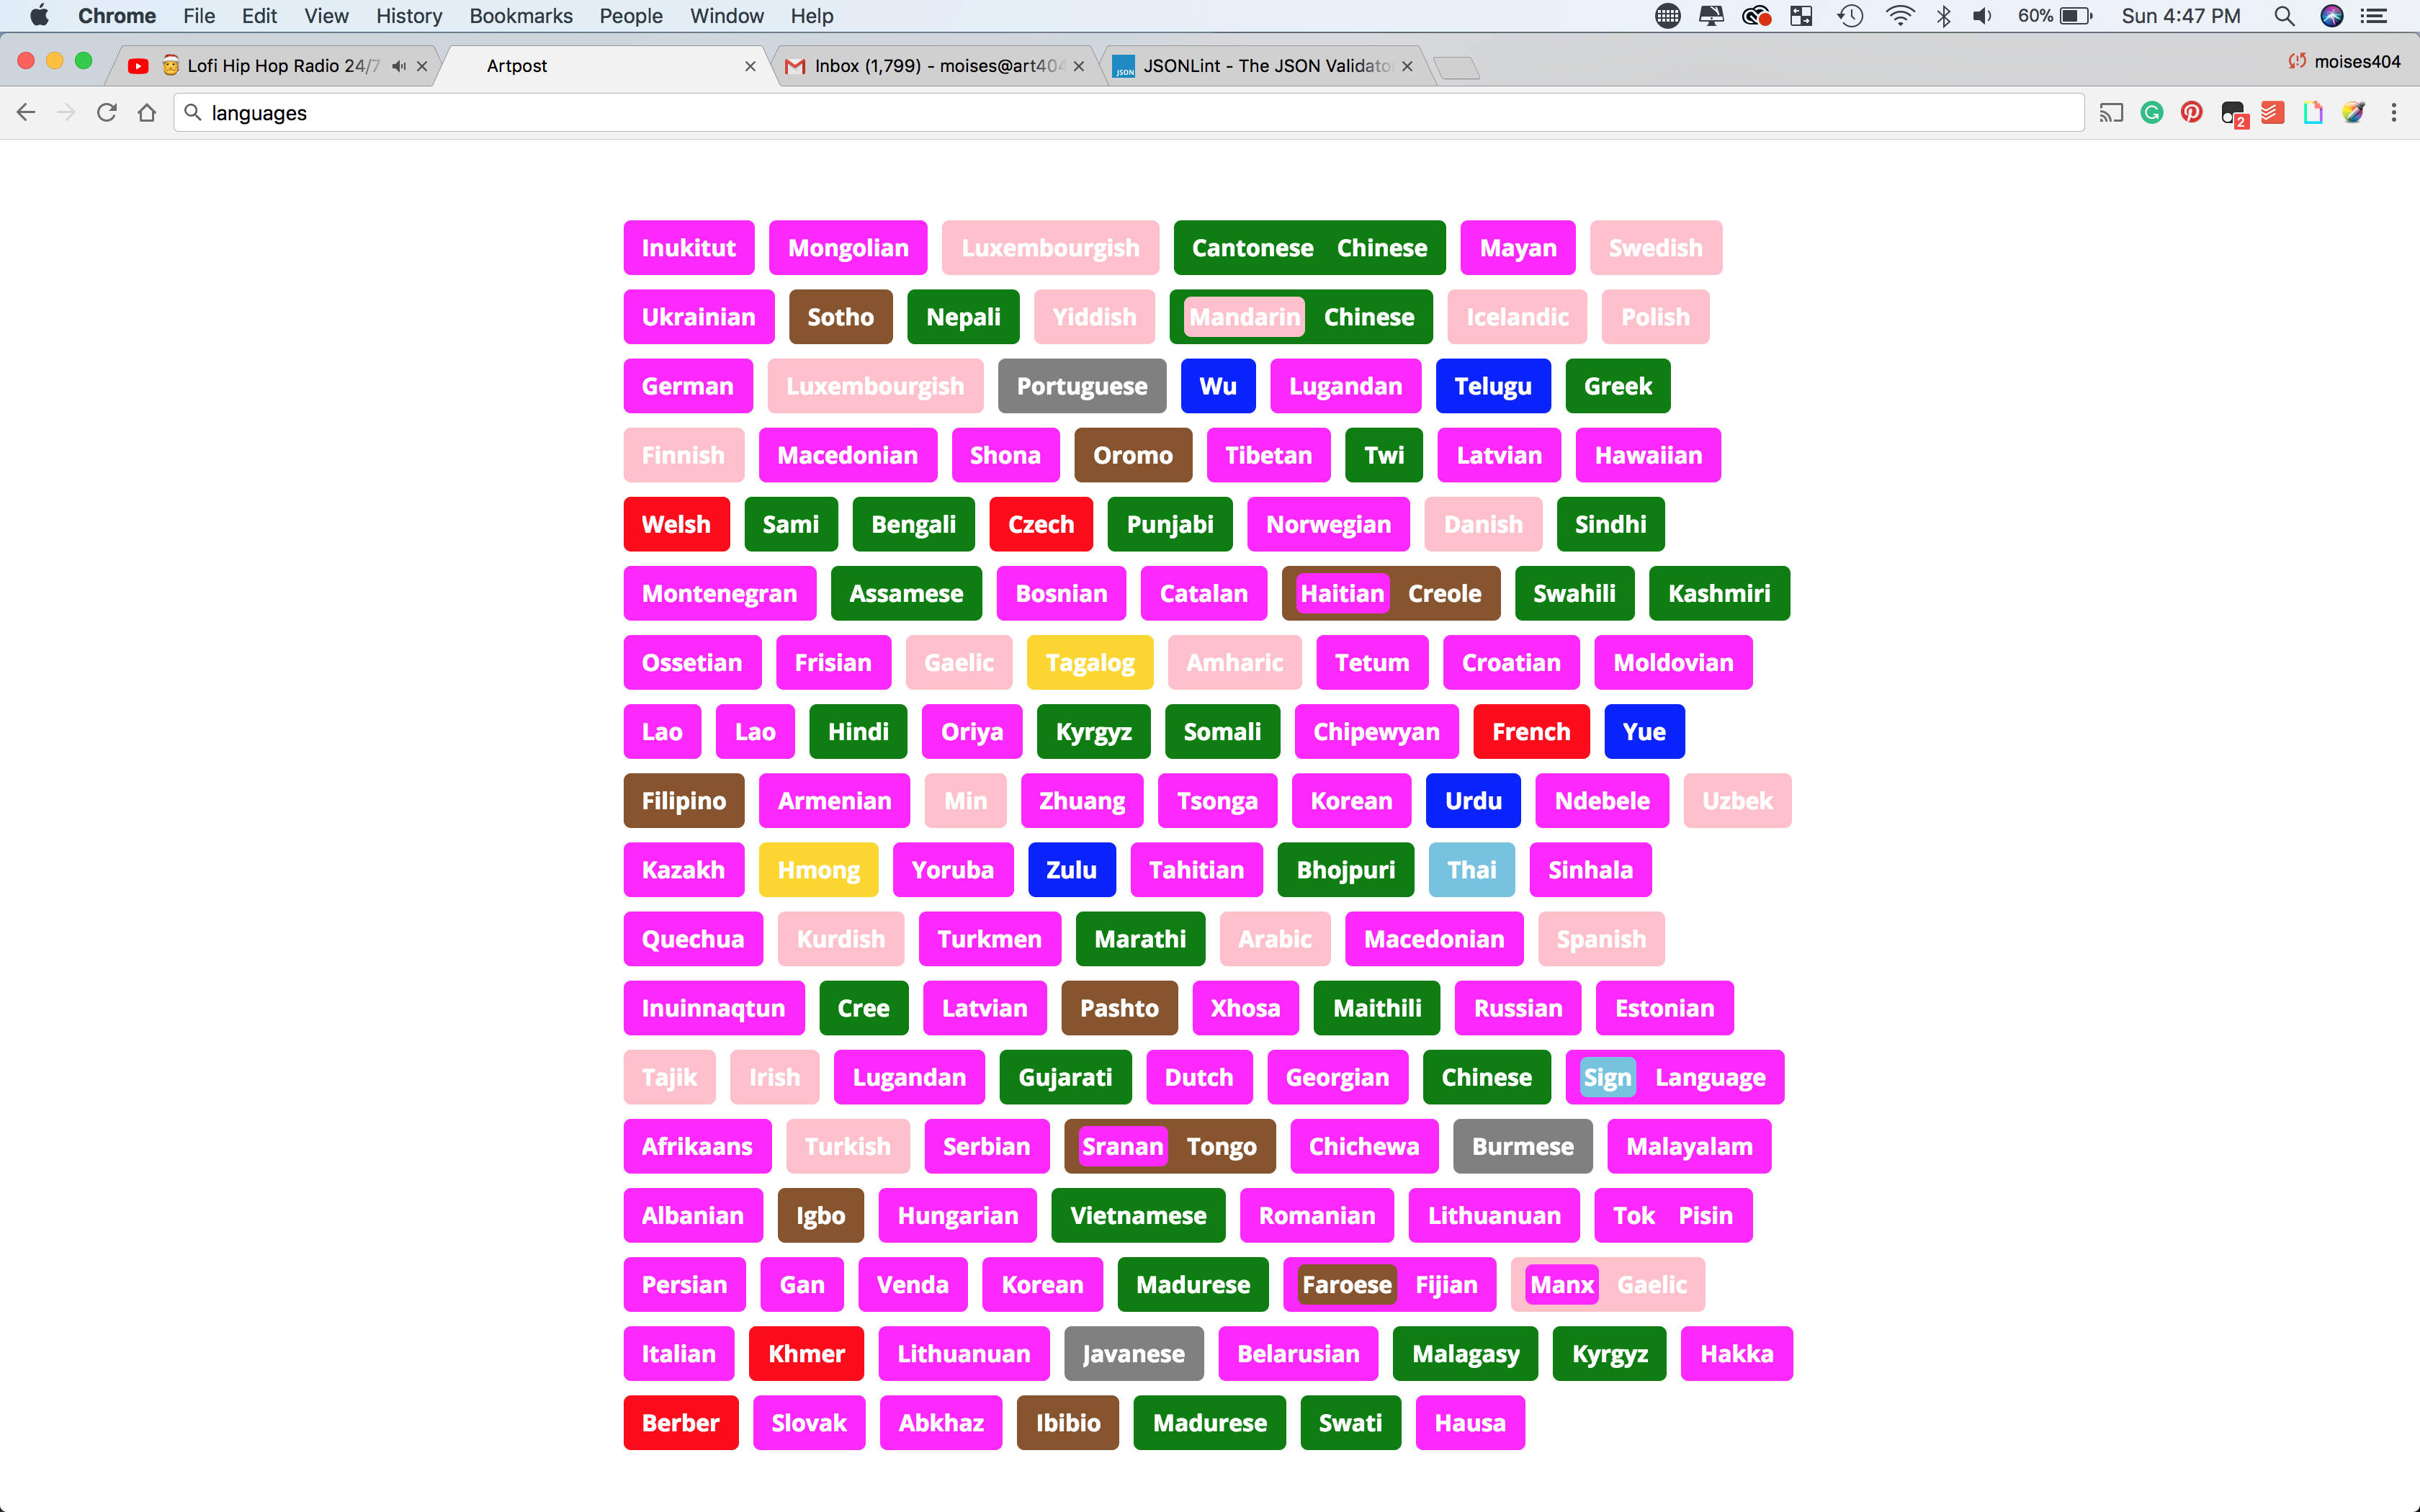 Chrome File Edit View History Bookmarks People Window Help 60% Sun 4:47 PM
Lofi Hip Hop Radio 24/7 Artpost Inbox (1,799) - moises@art404 JSON JSONLint - The JSON Validator moises404
languages 2
Inukitut Mongolian Luxembourgish Cantonese Chinese Mayan Swedish
Ukrainian Sotho Nepali Yiddish Mandarin Chinese Icelandic Polish
German Luxembourgish Portuguese Wu Lugandan Telugu Greek
Finnish Macedonian Shona Oromo Tibetan Twi Latvian Hawaiian
Welsh Sami Bengali Czech Punjabi Norwegian Danish Sindhi
Montenegran Assamese Bosnian Catalan Haitian Creole Swahili Kashmiri
Ossetian Frisian Gaelic Tagalog Amharic Tetum Croatian Moldovian
Lao Lao Hindi Oriya Kyrgyz Somali Chipewyan French Yue
Filipino Armenian Min Zhuang Tsonga Korean Urdu Ndebele Uzbek
Kazakh Hmong Yoruba Zulu Tahitian Bhojpuri Thai Sinhala
Quechua Kurdish Turkmen Marathi Arabic Macedonian Spanish
Inuinnaqtun Cree Latvian Pashto Xhosa Maithili Russian Estonian
Tajik Irish Lugandan Gujarati Dutch Georgian Chinese Sign Language
Afrikaans Turkish Serbian Sranan Tongo Chichewa Burmese Malayalam
Albanian Igbo Hungarian Vietnamese Romanian Lithuanuan Tok Pisin
Persian Gan Venda Korean Madurese Faroese Fijian Manx Gaelic
Italian Khmer Lithuanuan Javanese Belarusian Malagasy Kyrgyz Hakka
Berber Slovak Abkhaz Ibibio Madurese Swati Hausa